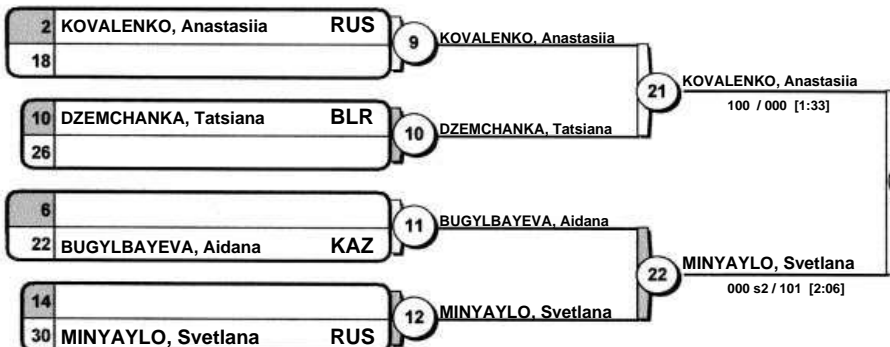 2 KOVALENKO, Anastasiia RUS
18
9 KOVALENKO, Anastasiia
10 DZEMCHANKA, Tatsiana BLR
26
10 DZEMCHANKA, Tatsiana
21 KOVALENKO, Anastasiia
100 / 000 [1:33]
6
22 BUGYLBAYEVA, Aidana KAZ
11 BUGYLBAYEVA, Aidana
14
30 MINYAYLO, Svetlana RUS
12 MINYAYLO, Svetlana
22 MINYAYLO, Svetlana
000 s2 / 101 [2:06]